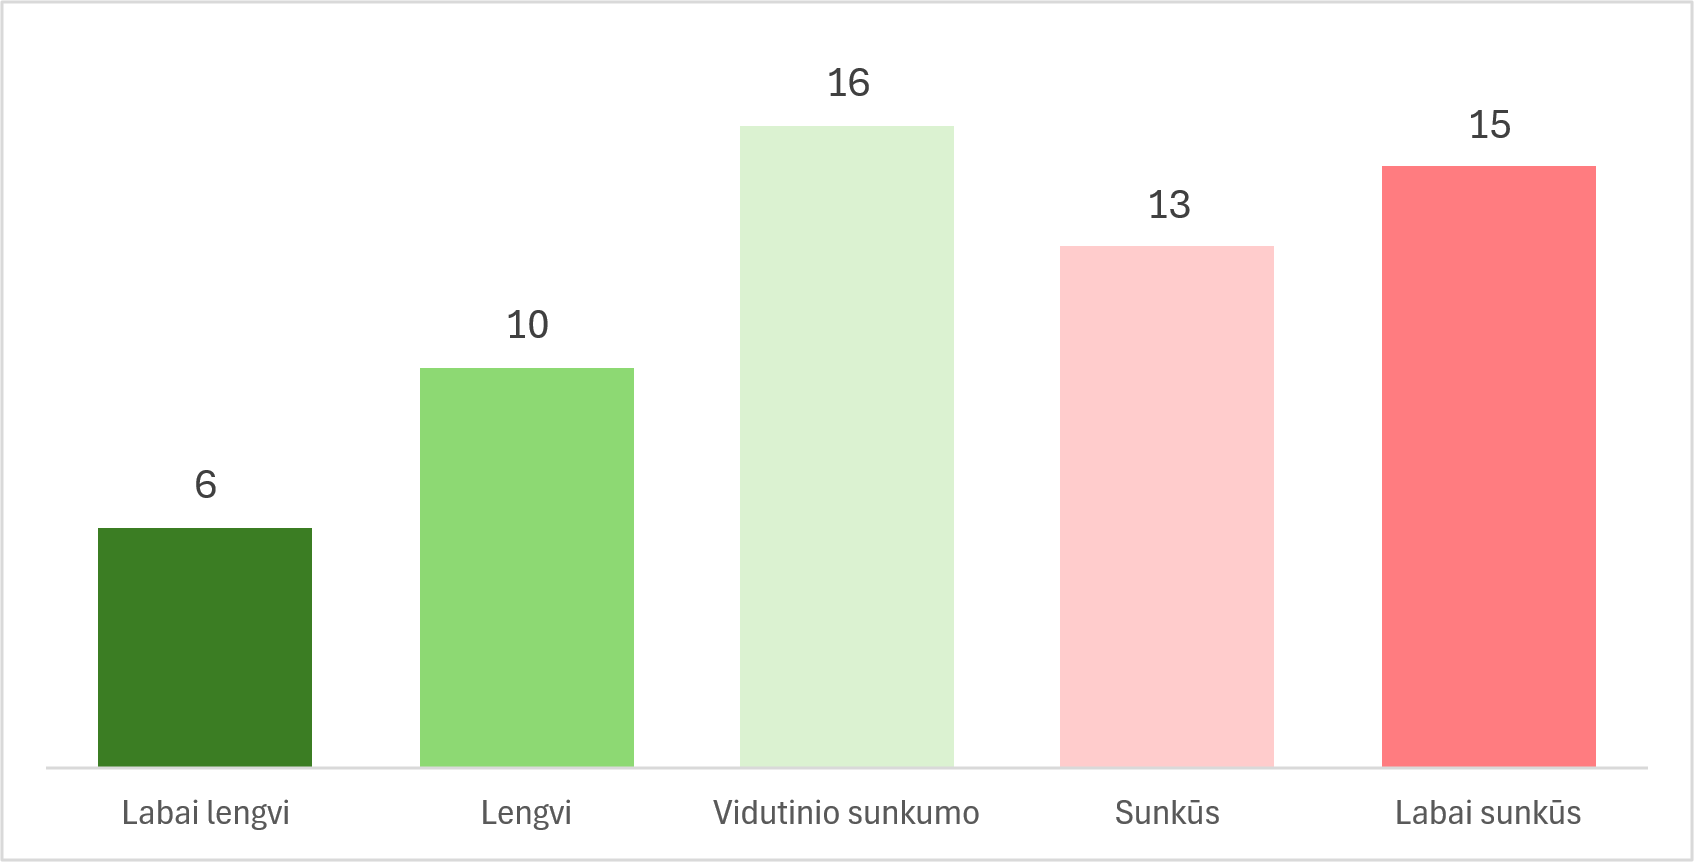 16
15
13
10
6
Labai lengvi
Lengvi
Vidutinio sunkumo
Sunkūs
Labai sunkūs